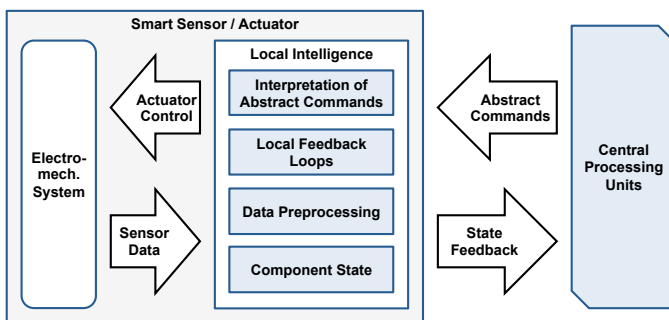 Smart Sensor / Actuator
Electro-
mech.
System
Actuator
Control
Sensor
Data
Local Intelligence
Interpretation of
Abstract Commands
Local Feedback
Loops
Data Preprocessing
Component State
Abstract
Commands
State
Feedback
Central
Processing
Units